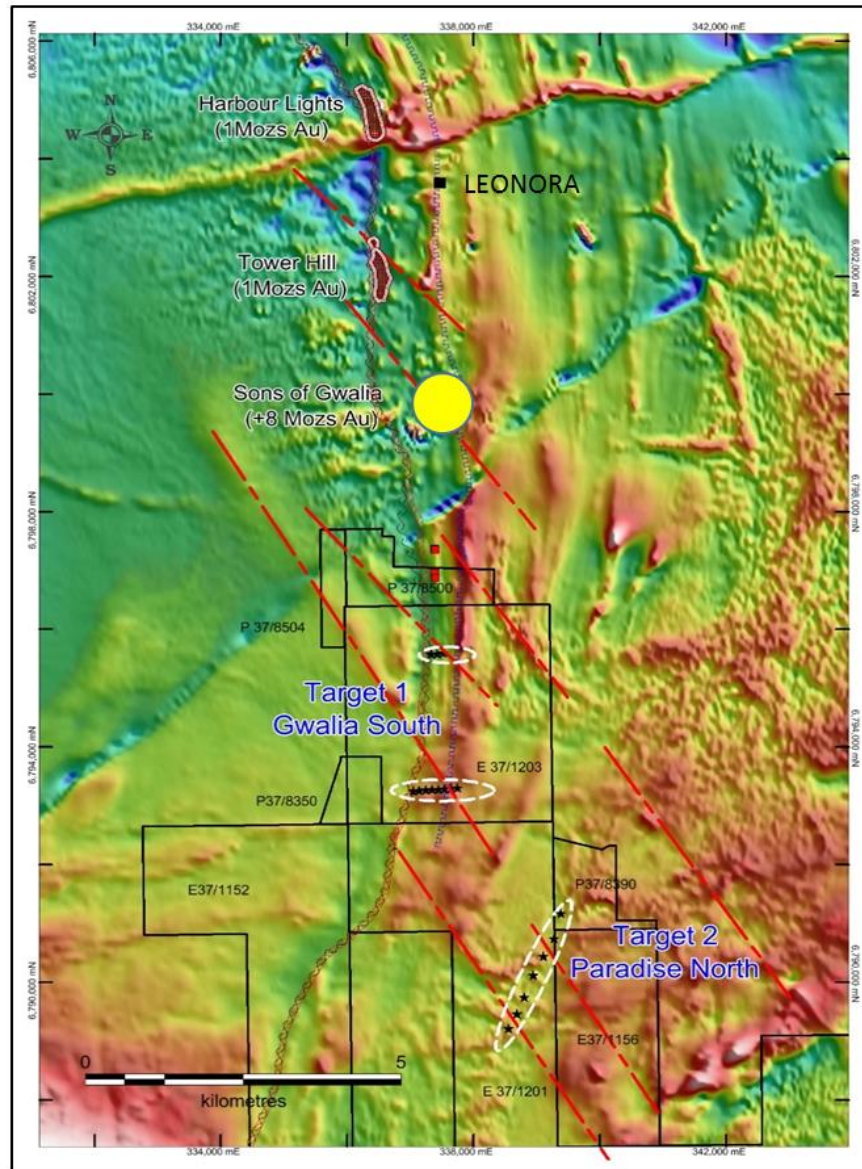 334,000 mE
338,000 mE
342,000 mE
6,806,000 mN
N
W E
S
Harbour Lights
(1Mozs Au)
LEONORA
Tower Hill
(1Mozs Au)
6,802,000 mN
6,802,000 mN
Sons of Gwalia
(+8 Mozs Au)
6,798,000 mN
6,798,000 mN
P 37/8500
P 37/8504
Target 1
Gwalia South
6,794,000 mN
6,794,000 mN
E 37/1203
P37/8350
E37/1152
P37/8390
Target 2
Paradise North
6,790,000 mN
6,790,000 mN
E37/1156
0 5
kilometres
E 37/1201
334,000 mE
338,000 mE
342,000 mE